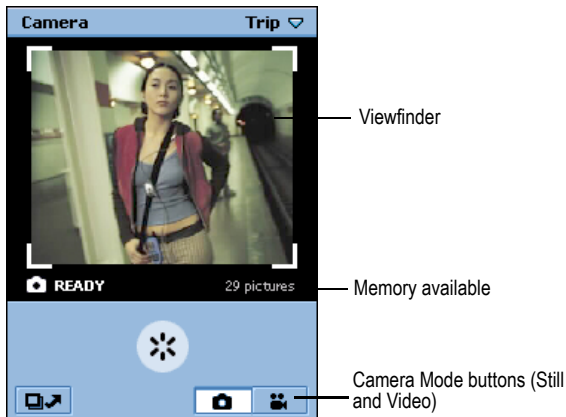 Camera Trip
Viewfinder
READY 29 pictures
Memory available
Camera Mode buttons (Still
and Video)